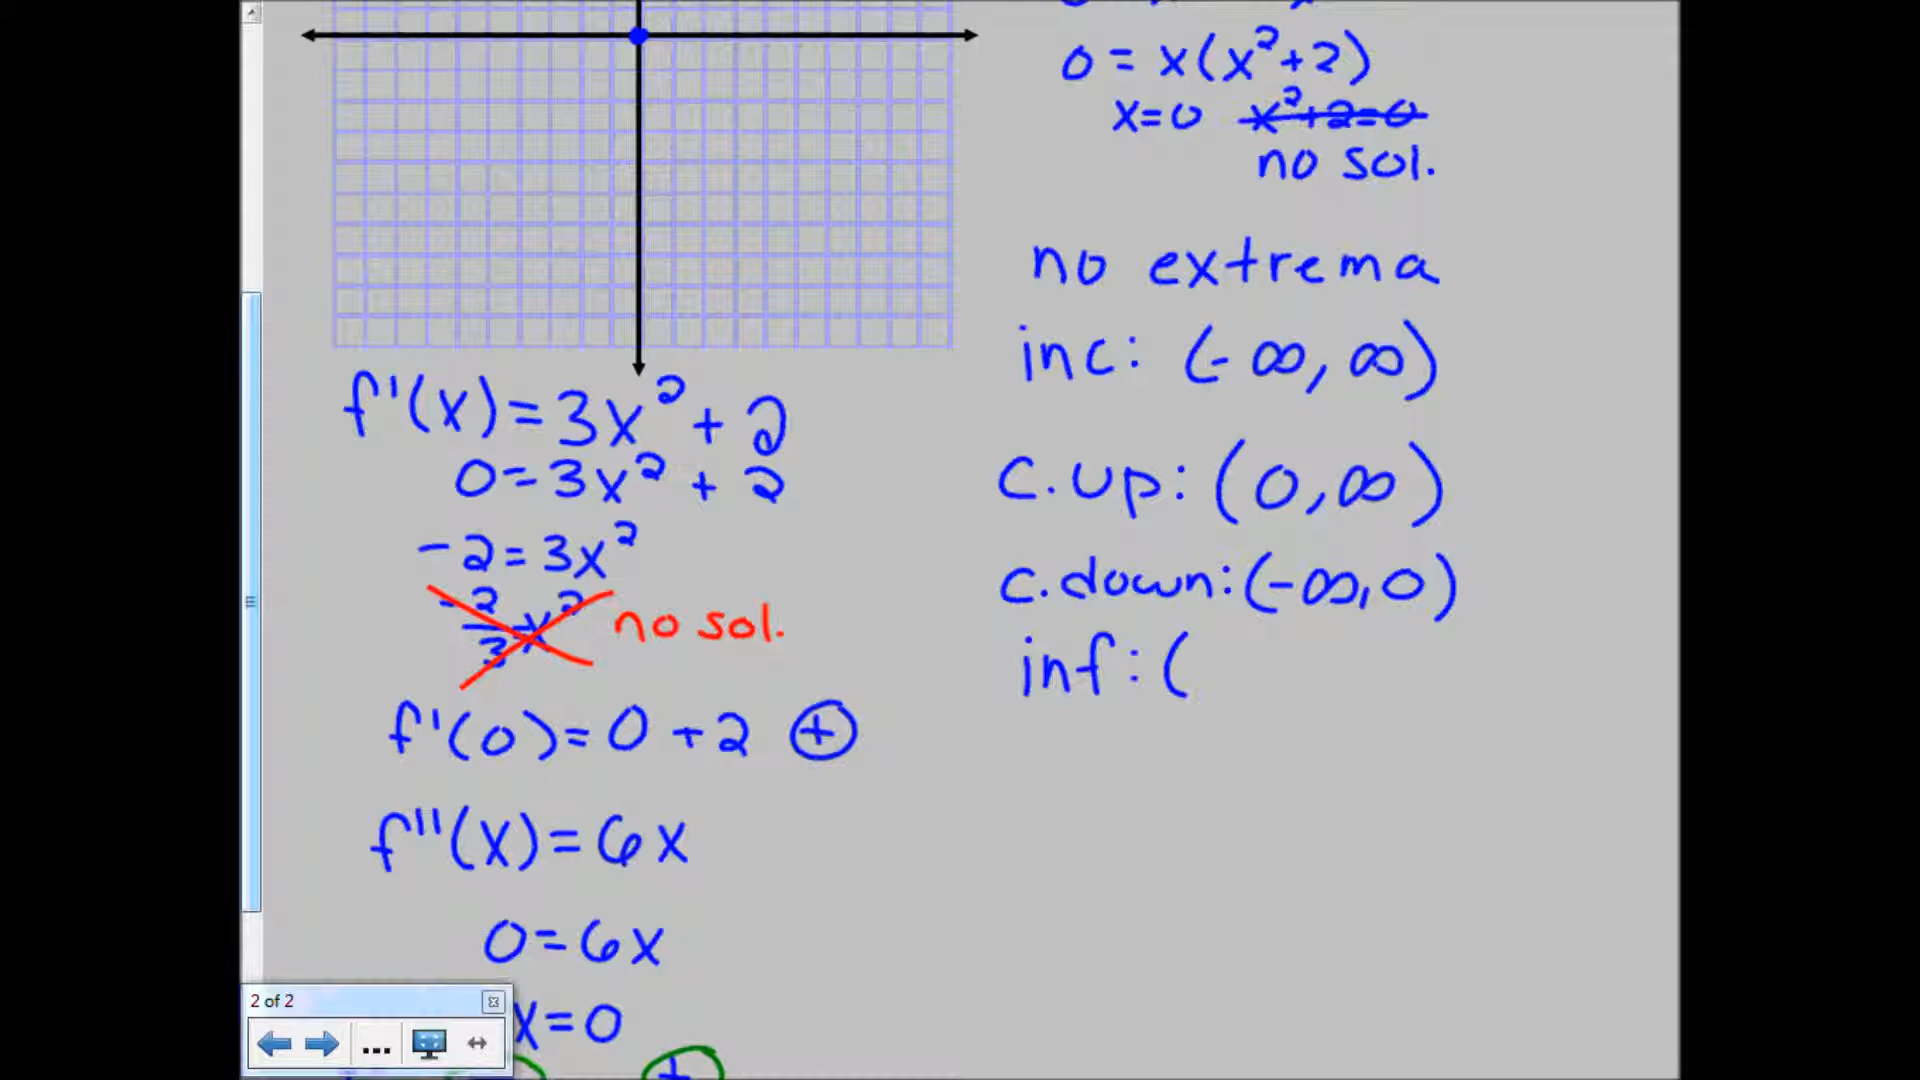 0 = x(x²+2)
x=0 x²+2=0
no sol.
no extrema
inc: (-∞, ∞)
c.up: (0, ∞)
c.down: (-∞, 0)
inf: (
f'(x) = 3x² + 2
0 = 3x² + 2
-2 = 3x²
-2/3 = x² no sol.
f'(0) = 0 + 2 +
f''(x) = 6x
0 = 6x
x = 0
+
2 of 2